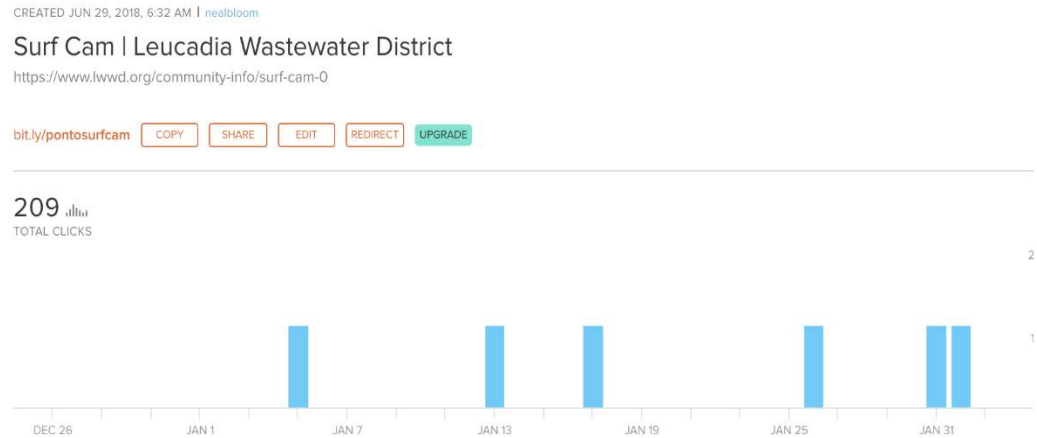 CREATED JUN 29, 2018, 6:32 AM | nealbloom
Surf Cam | Leucadia Wastewater District
https://www.lwwd.org/community-info/surf-cam-0
bit.ly/pontosurfcam COPY SHARE EDIT REDIRECT UPGRADE
209
TOTAL CLICKS
2
1
DEC 26 JAN 1 JAN 7 JAN 13 JAN 19 JAN 25 JAN 31